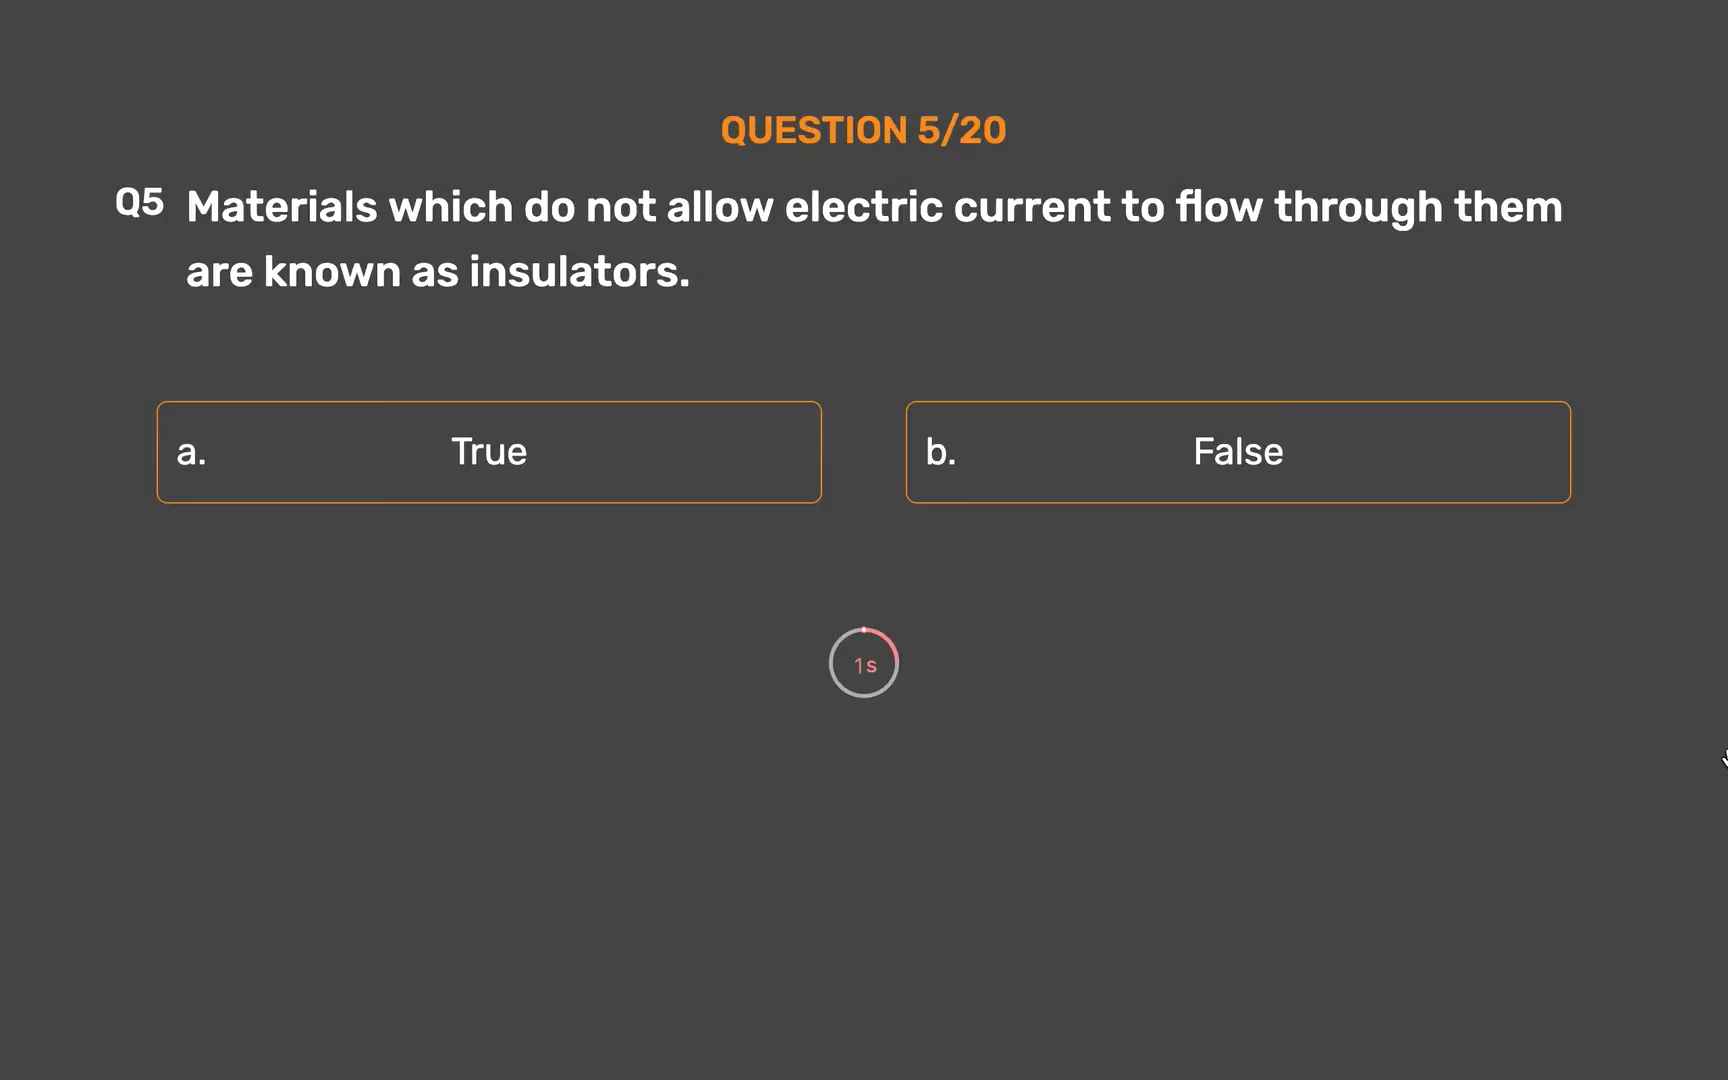 QUESTION 5/20
Q5 Materials which do not allow electric current to flow through them
are known as insulators.
a. True
b. False
1s